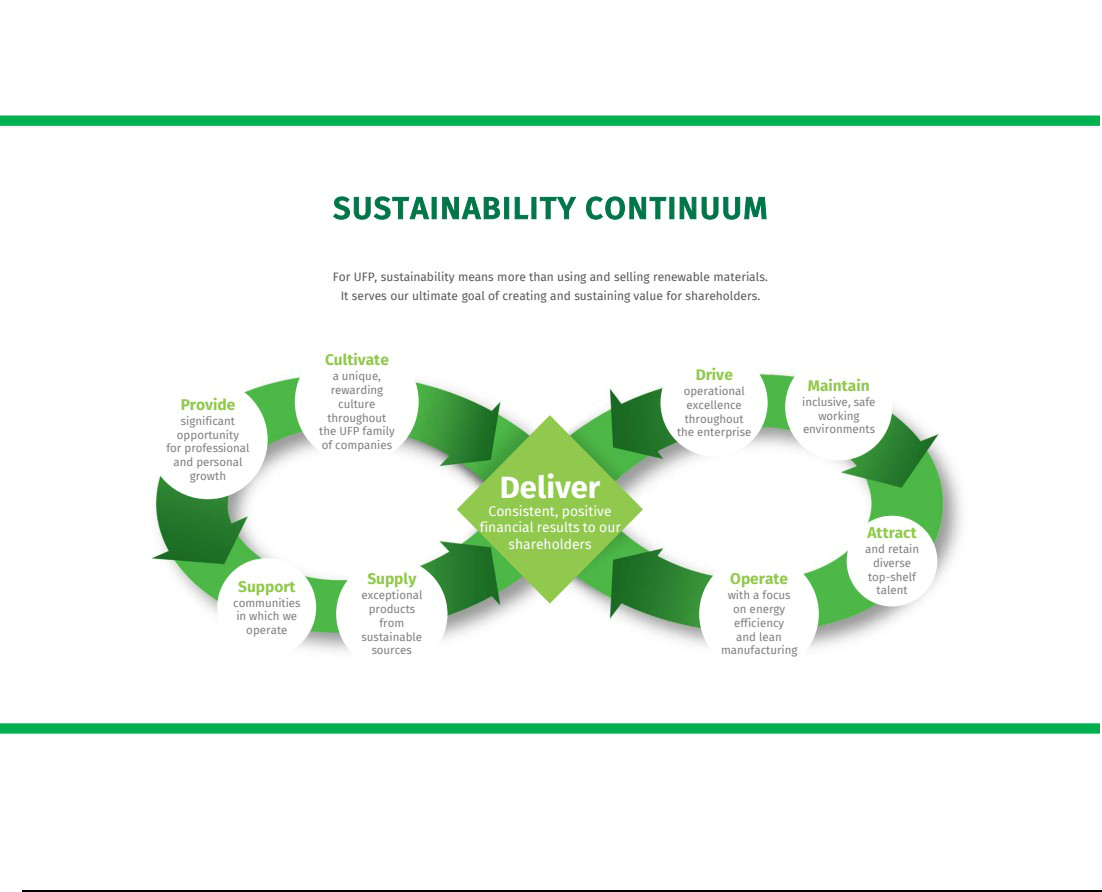 SUSTAINABILITY CONTINUUM
For UFP, sustainability means more than using and selling renewable materials.
It serves our ultimate goal of creating and sustaining value for shareholders.
Provide
significant
opportunity
for professional
and personal
growth
Cultivate
a unique,
rewarding
culture
throughout
the UFP family
of companies
Drive
operational
excellence
throughout
the enterprise
Maintain
inclusive, safe
working
environments
Deliver
Consistent, positive
financial results to our
shareholders
Support
communities
in which we
operate
Supply
exceptional
products
from
sustainable
sources
Operate
with a focus
on energy
efficiency
and lean
manufacturing
Attract
and retain
diverse
top-shelf
talent